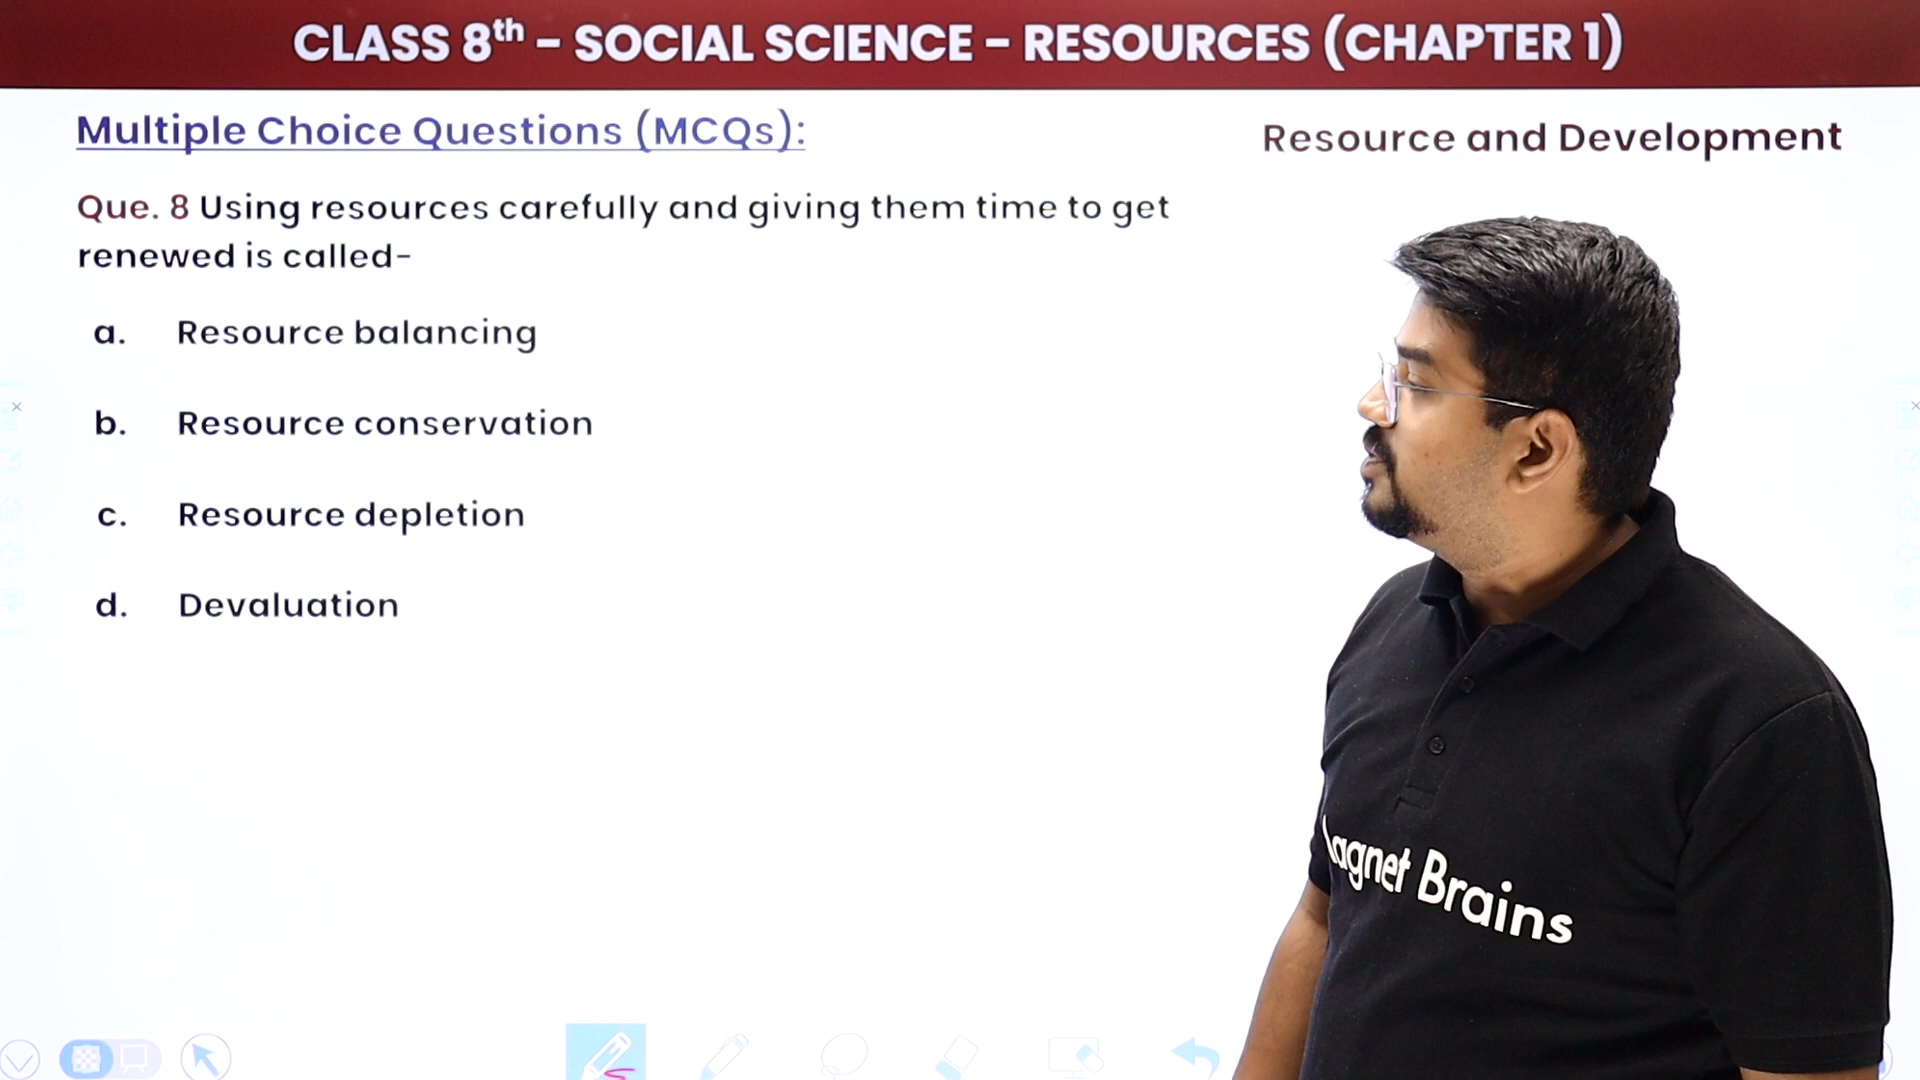 CLASS 8th - SOCIAL SCIENCE - RESOURCES (CHAPTER 1)
Multiple Choice Questions (MCQs):
Resource and Development
Que. 8 Using resources carefully and giving them time to get
renewed is called-
a. Resource balancing
b. Resource conservation
c. Resource depletion
d. Devaluation
agnet Brains